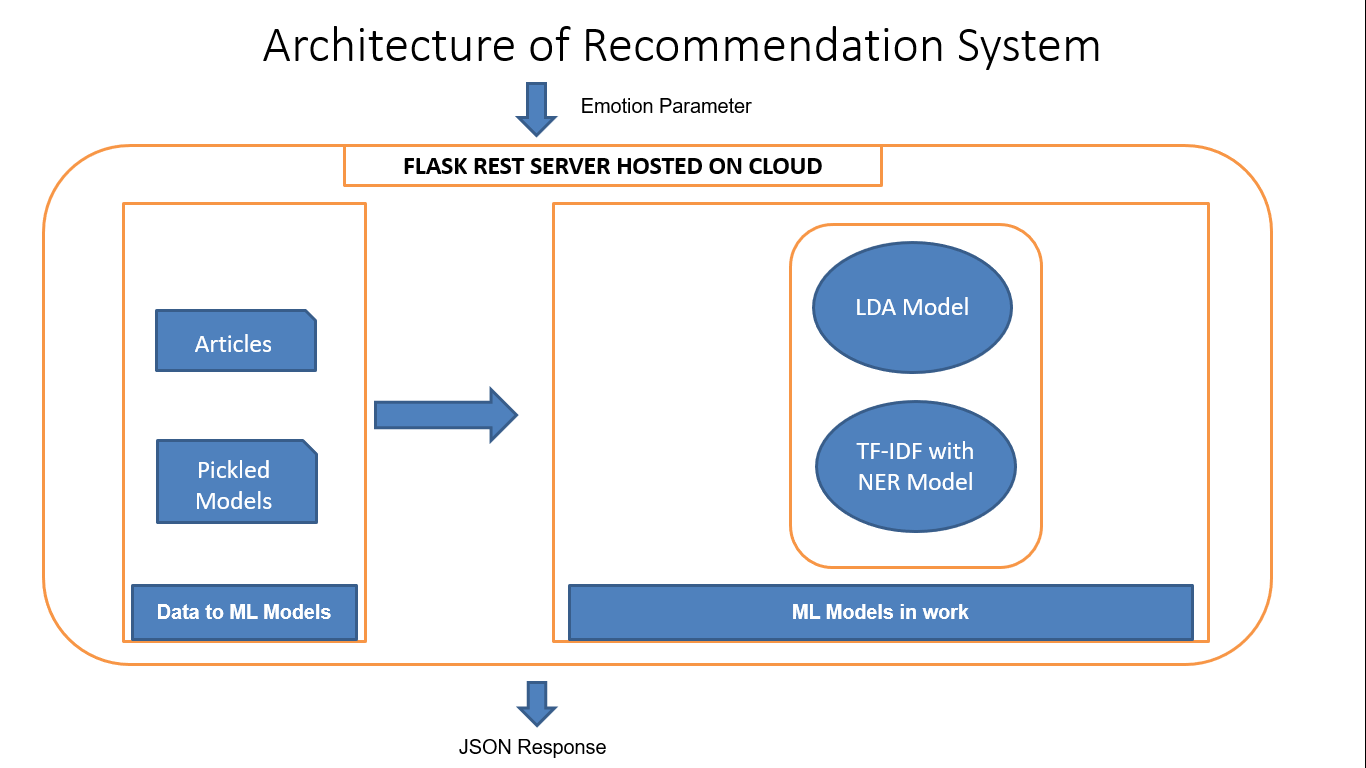 Architecture of Recommendation System
Emotion Parameter
FLASK REST SERVER HOSTED ON CLOUD
Articles
Pickled
Models
Data to ML Models
LDA Model
TF-IDF with
NER Model
ML Models in work
JSON Response